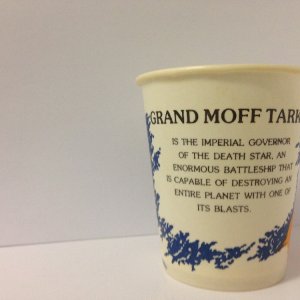 GRAND MOFF TARK
IS THE IMPERIAL GOVERNOR
OF THE DEATH STAR, AN
ENORMOUS BATTLESHIP THAT
IS CAPABLE OF DESTROYING AN
ENTIRE PLANET WITH ONE OF
ITS BLASTS.